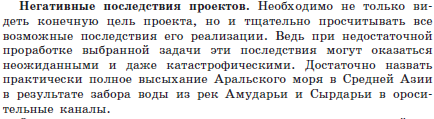 Негативные последствия проектов. Необходимо не только ви-
деть конечную цель проекта, но и тщательно просчитывать все
возможные последствия его реализации. Ведь при недостаточной
проработке выбранной задачи эти последствия могут оказаться
неожиданными и даже катастрофическими. Достаточно назвать
практически полное высыхание Аральского моря в Средней Азии
в результате забора воды из рек Амударьи и Сырдарьи в ороси-
тельные каналы.